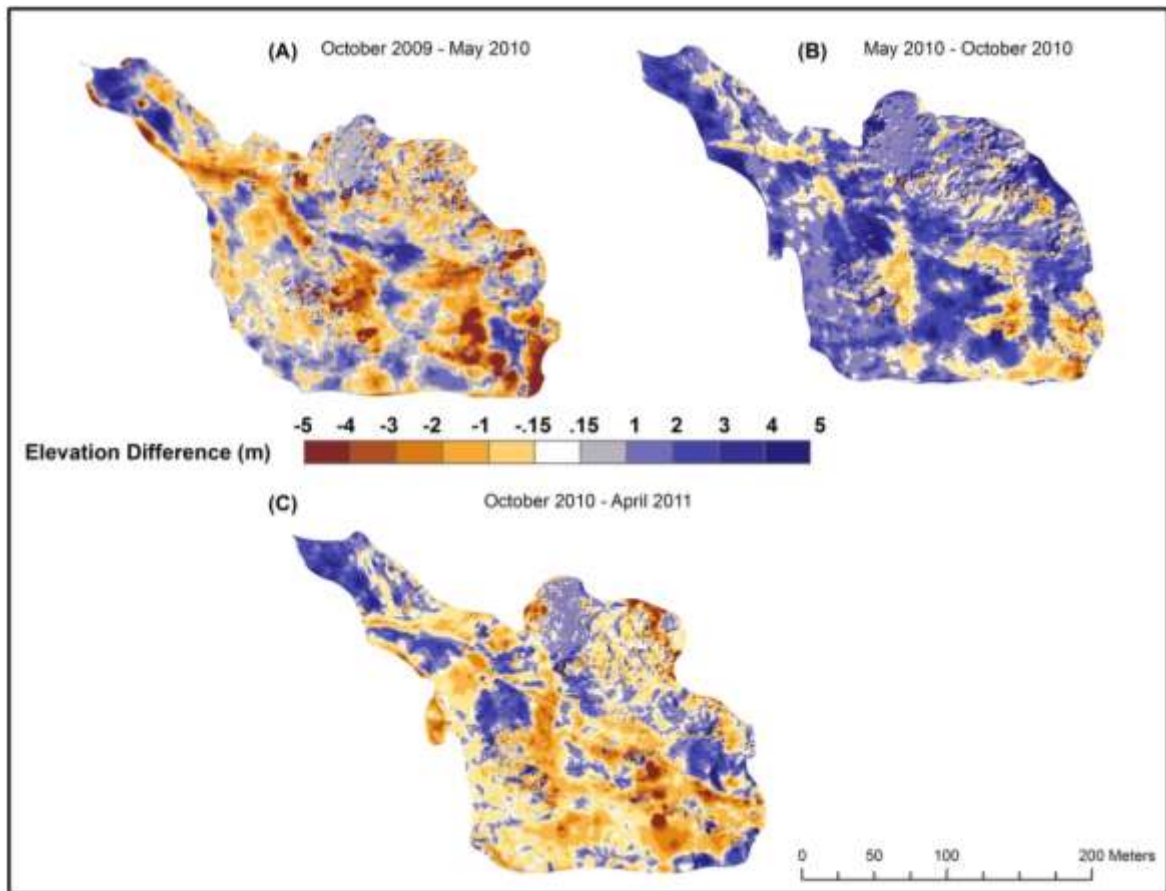 (A) October 2009 - May 2010
(B) May 2010 - October 2010
-5 -4 -3 -2 -1 -.15 .15 1 2 3 4 5
Elevation Difference (m)
(C) October 2010 - April 2011
0 50 100 200 Meters